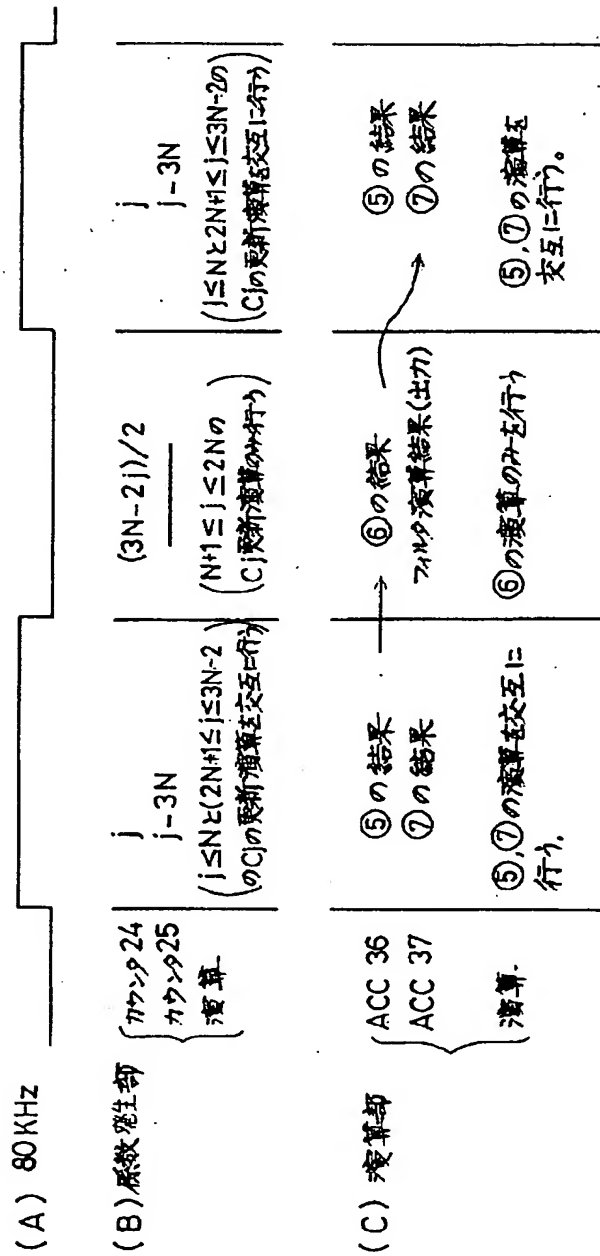 (A) 80KHz
(B) 係数発生部
カウンタ24
カウンタ25
演算
j
j-3N
(j≤Nと(2N+1≤j≤3N-2
のCjの更新演算を交互に行う)
(3N-2j)/2
(N+1≤j≤2Nの
Cj更新演算のみ行う)
j
j-3N
(j≤Nと2N+1≤j≤3N-2の
Cjの更新演算を交互に行う)
(C) 演算部
ACC 36
ACC 37
演算.
⑤の結果
⑦の結果
⑤,⑦の演算を交互に
行う.
→ ⑥の結果
フィルタ演算結果(出力)
⑥の演算のみを行う
⑤の結果
⑦の結果
⑤,⑦の演算を
交互に行う。